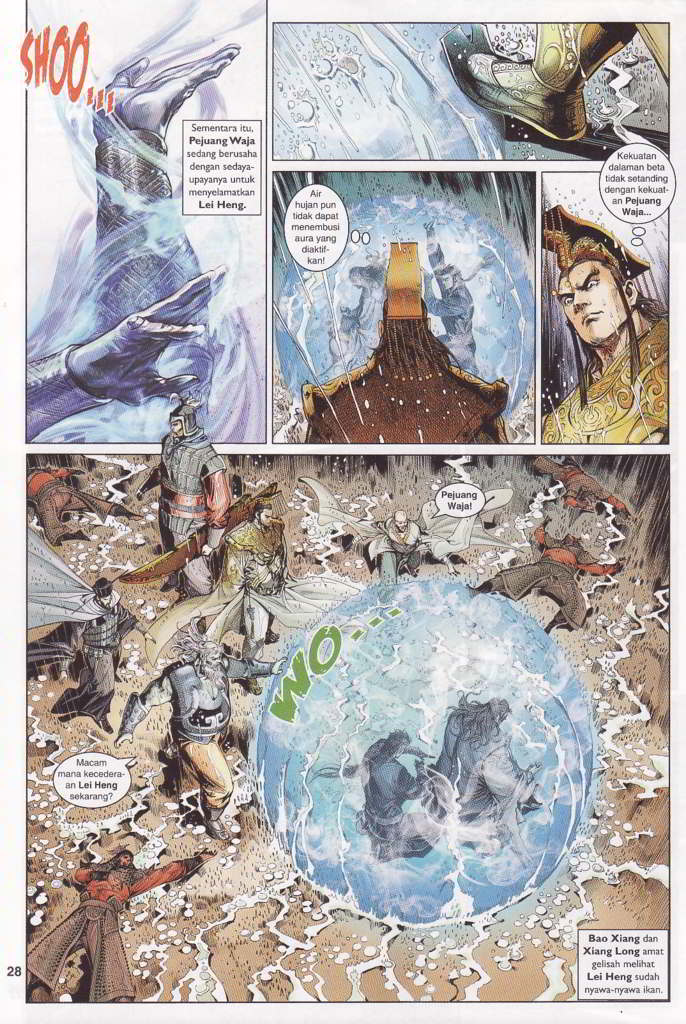 SHOO...
Sementara itu,
Pejuang Waja
sedang berusaha
dengan sedaya-
upayanya untuk
menyelamatkan
Lei Heng.
Air
hujan pun
tidak dapat
menembusi
aura yang
diaktif-
kan!
Kekuatan
dalaman beta
tidak setanding
dengan kekuat-
an Pejuang
Waja...
Pejuang
Waja!
WO...
Macam
mana kecedera-
an Lei Heng
sekarang?
Bao Xiang dan
Xiang Long amat
gelisah melihat
Lei Heng sudah
nyawa-nyawa ikan.
28